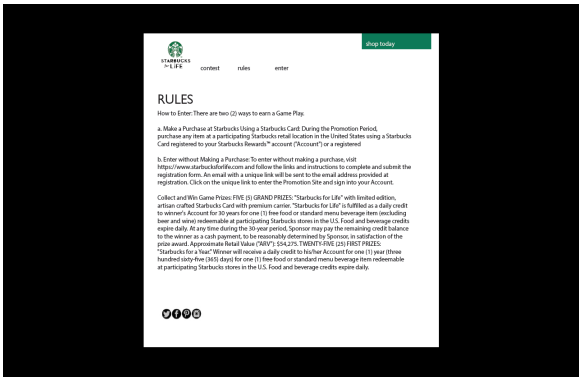 shop today
STARBUCKS
for LIFE
contest rules enter
RULES
How to Enter: There are two (2) ways to earn a Game Play.
a. Make a Purchase at Starbucks Using a Starbucks Card: During the Promotion Period,
purchase any item at a participating Starbucks retail location in the United States using a Starbucks
Card registered to your Starbucks Rewards™ account ("Account") or a registered
b. Enter without Making a Purchase: To enter without making a purchase, visit
https://www.starbucksforlife.com and follow the links and instructions to complete and submit the
registration form. An email with a unique link will be sent to the email address provided at
registration. Click on the unique link to enter the Promotion Site and sign into your Account.
Collect and Win Game Prizes: FIVE (5) GRAND PRIZES: "Starbucks for Life" with limited edition,
artisan crafted Starbucks Card with premium carrier. "Starbucks for Life" is fulfilled as a daily credit
to winner's Account for 30 years for one (1) free food or standard menu beverage item (excluding
beer and wine) redeemable at participating Starbucks stores in the U.S. Food and beverage credits
expire daily. At any time during the 30-year period, Sponsor may pay the remaining credit balance
to the winner as a cash payment, to be reasonably determined by Sponsor, in satisfaction of the
prize award. Approximate Retail Value ("ARV"): $54,275. TWENTY-FIVE (25) FIRST PRIZES:
"Starbucks for a Year." Winner will receive a daily credit to his/her Account for one (1) year (three
hundred sixty-five (365) days) for one (1) free food or standard menu beverage item redeemable
at participating Starbucks stores in the U.S. Food and beverage credits expire daily.